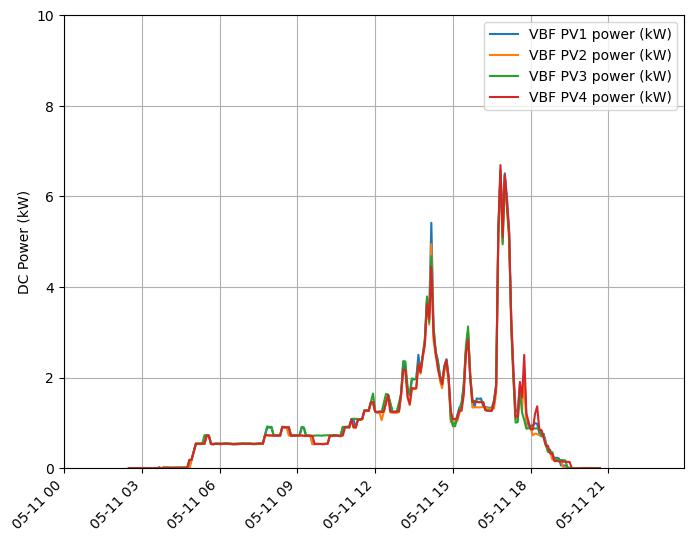 10
8
6
4
2
0
DC Power (kW)
VBF PV1 power (kW)
VBF PV2 power (kW)
VBF PV3 power (kW)
VBF PV4 power (kW)
05-11 00
05-11 03
05-11 06
05-11 09
05-11 12
05-11 15
05-11 18
05-11 21